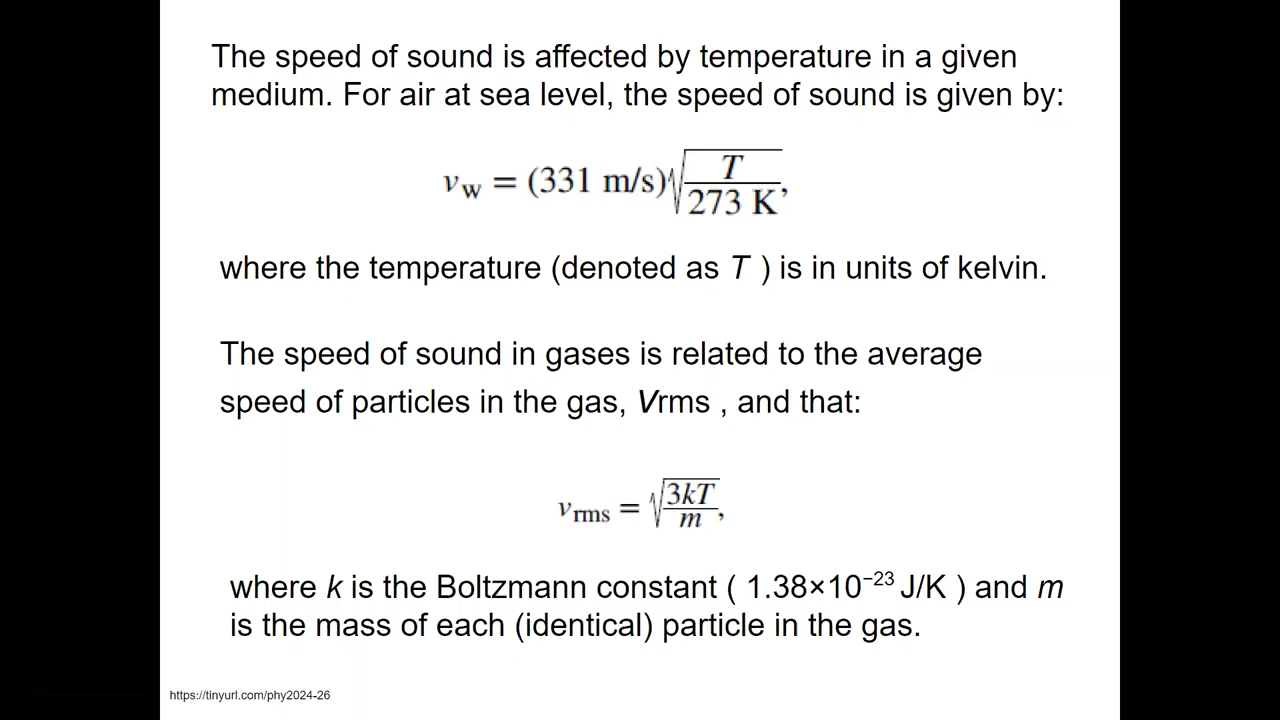 The speed of sound is affected by temperature in a given
medium. For air at sea level, the speed of sound is given by:
v_w = (331 m/s)√(T/273 K),
where the temperature (denoted as T ) is in units of kelvin.
The speed of sound in gases is related to the average
speed of particles in the gas, Vrms , and that:
v_rms = √(3kT/m),
where k is the Boltzmann constant ( 1.38×10⁻²³ J/K ) and m
is the mass of each (identical) particle in the gas.
https://tinyurl.com/phy2024-26